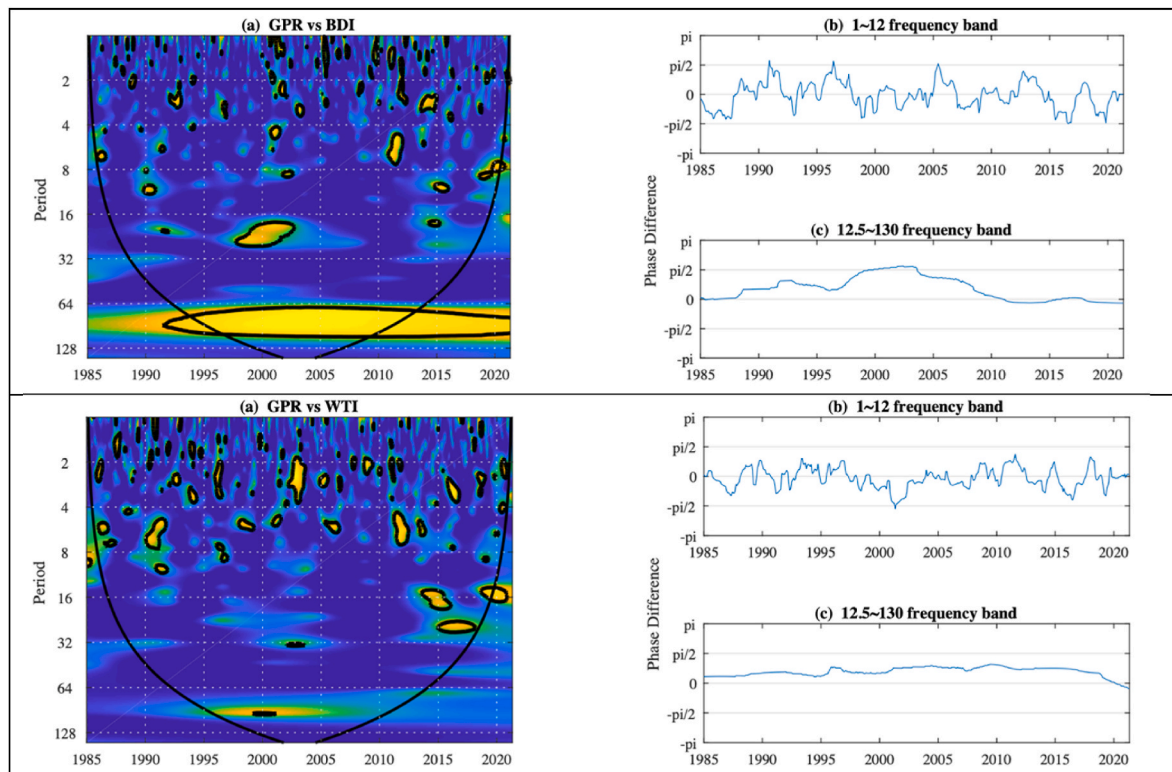 (a) GPR vs BDI
Period
2
4
8
16
32
64
128
1985 1990 1995 2000 2005 2010 2015 2020
(b) 1~12 frequency band
pi
pi/2
0
-pi/2
-pi
1985 1990 1995 2000 2005 2010 2015 2020
Phase Difference
(c) 12.5~130 frequency band
pi
pi/2
0
-pi/2
-pi
1985 1990 1995 2000 2005 2010 2015 2020
(a) GPR vs WTI
Period
2
4
8
16
32
64
128
1985 1990 1995 2000 2005 2010 2015 2020
(b) 1~12 frequency band
pi
pi/2
0
-pi/2
-pi
1985 1990 1995 2000 2005 2010 2015 2020
Phase Difference
(c) 12.5~130 frequency band
pi
pi/2
0
-pi/2
-pi
1985 1990 1995 2000 2005 2010 2015 2020